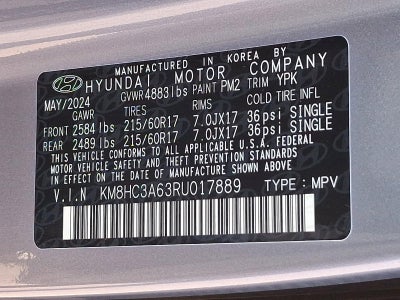 MANUFACTURED IN KOREA BY
HYUNDAI MOTOR COMPANY
MAY/2024 GVWR 4883lbs PAINT PM2 TRIM YPK
GAWR TIRES RIMS COLD TIRE INFL
FRONT 2584 lbs 215/60R17 7.0JX17 36psi SINGLE
REAR 2489 lbs 215/60R17 7.0JX17 36psi SINGLE
THIS VEHICLE CONFORMS TO ALL APPLICABLE U.S.A. FEDERAL
MOTOR VEHICLE SAFETY AND THEFT PREVENTION STANDARDS
IN EFFECT ON THE DATE OF MANUFACTURE SHOWN ABOVE.
V.I.N KM8HC3A63RU017889 TYPE: MPV